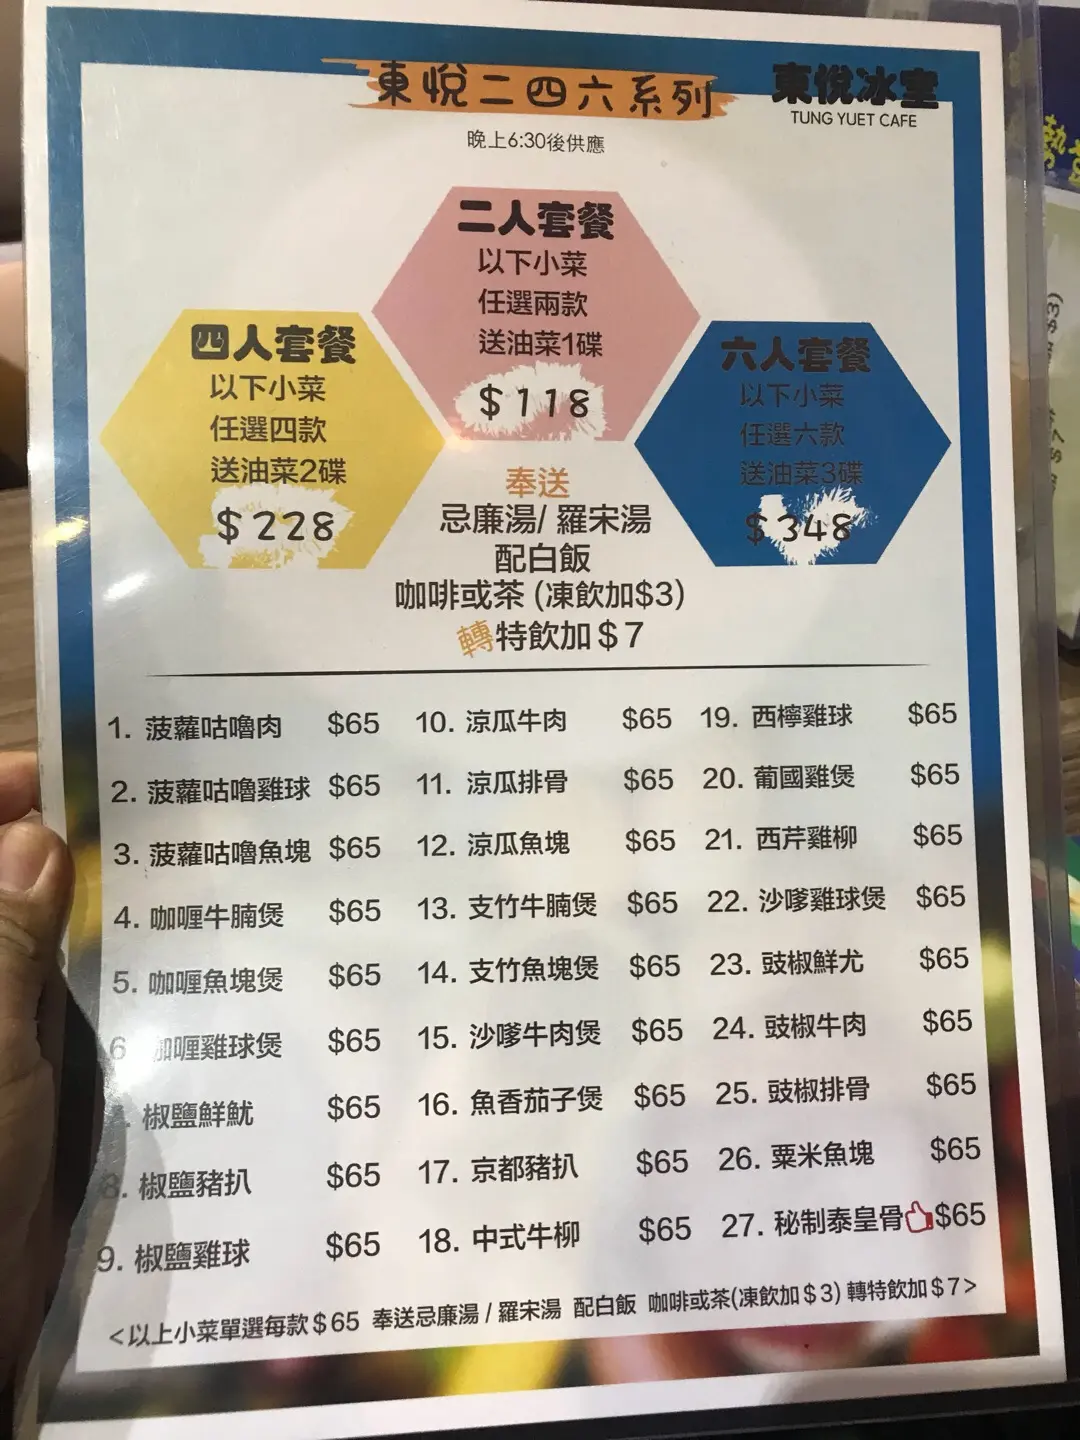 東悅二四六系列
東悅冰室
TUNG YUET CAFE
晚上6:30後供應
二人套餐
以下小菜
任選兩款
送油菜1碟
$118
四人套餐
以下小菜
任選四款
送油菜2碟
$228
六人套餐
以下小菜
任選六款
送油菜3碟
$348
奉送
忌廉湯/ 羅宋湯
配白飯
咖啡或茶 (凍飲加$3)
轉特飲加$7
1. 菠蘿咕嚕肉 $65
2. 菠蘿咕嚕雞球 $65
3. 菠蘿咕嚕魚塊 $65
4. 咖喱牛腩煲 $65
5. 咖喱魚塊煲 $65
6 咖喱雞球煲 $65
椒鹽鮮魷 $65
8. 椒鹽豬扒 $65
9. 椒鹽雞球 $65
10. 涼瓜牛肉 $65
11. 涼瓜排骨 $65
12. 涼瓜魚塊 $65
13. 支竹牛腩煲 $65
14. 支竹魚塊煲 $65
15. 沙嗲牛肉煲 $65
16. 魚香茄子煲 $65
17. 京都豬扒 $65
18. 中式牛柳 $65
19. 西檸雞球 $65
20. 葡國雞煲 $65
21. 西芹雞柳 $65
22. 沙嗲雞球煲 $65
23. 豉椒鮮尤 $65
24. 豉椒牛肉 $65
25. 豉椒排骨 $65
26. 粟米魚塊 $65
27. 秘制泰皇骨 $65
<以上小菜單選每款$65 奉送忌廉湯 / 羅宋湯 配白飯 咖啡或茶(凍飲加$3) 轉特飲加$7>